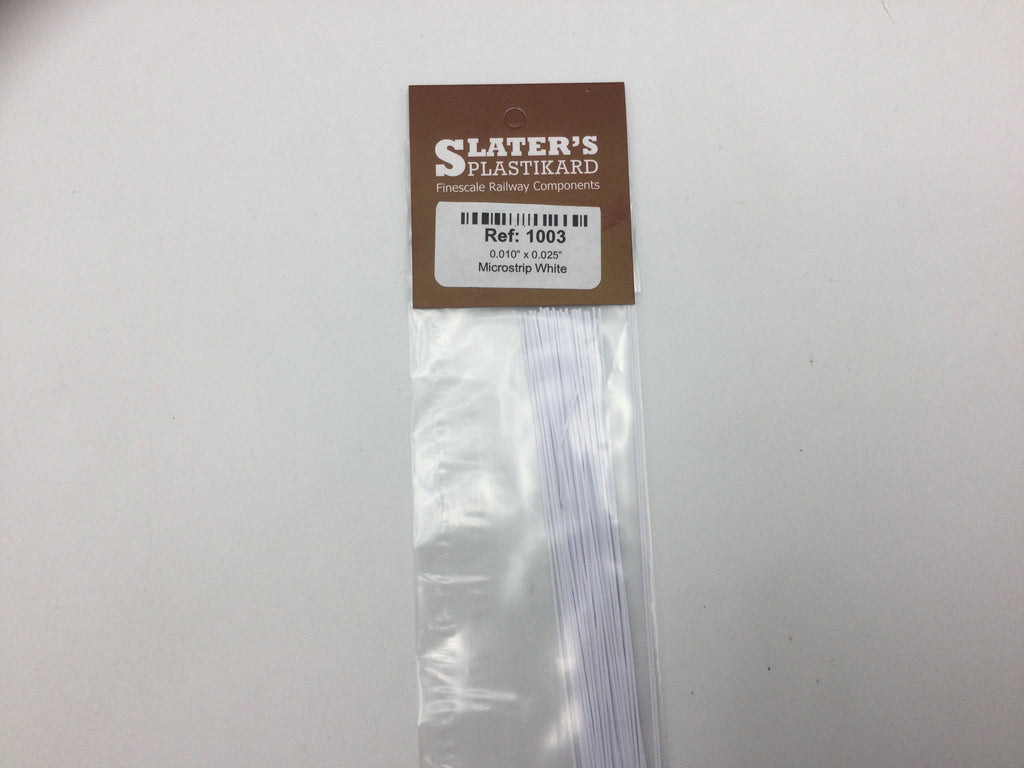 SLATER'S
PLASTIKARD
Finescale Railway Components
Ref: 1003
0.010" x 0.025"
Microstrip White